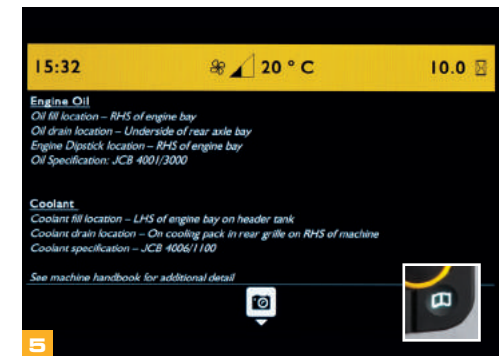 15:32 20 ° C 10.0
Engine Oil
Oil fill location – RHS of engine bay
Oil drain location – Underside of rear axle bay
Engine Dipstick location – RHS of engine bay
Oil Specification: JCB 4001/3000
Coolant
Coolant fill location – LHS of engine bay on header tank
Coolant drain location – On cooling pack in rear grille on RHS of machine
Coolant specification – JCB 4006/1100
See machine handbook for additional detail
5